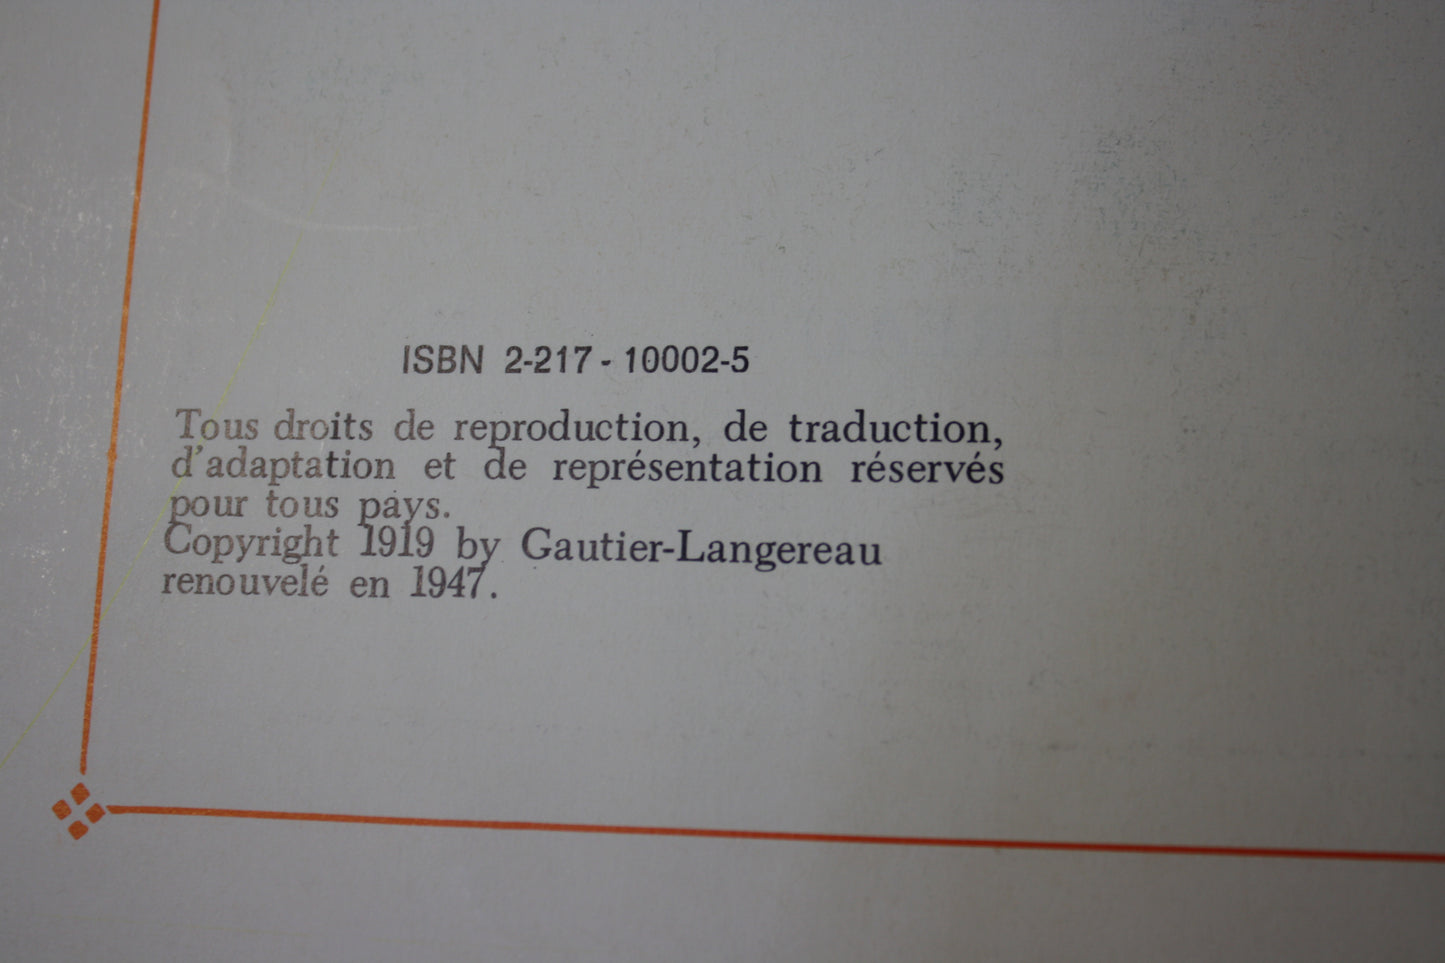 ISBN 2-217 - 10002-5
Tous droits de reproduction, de traduction,
d'adaptation et de représentation réservés
pour tous pays.
Copyright 1919 by Gautier-Langereau
renouvelé en 1947.